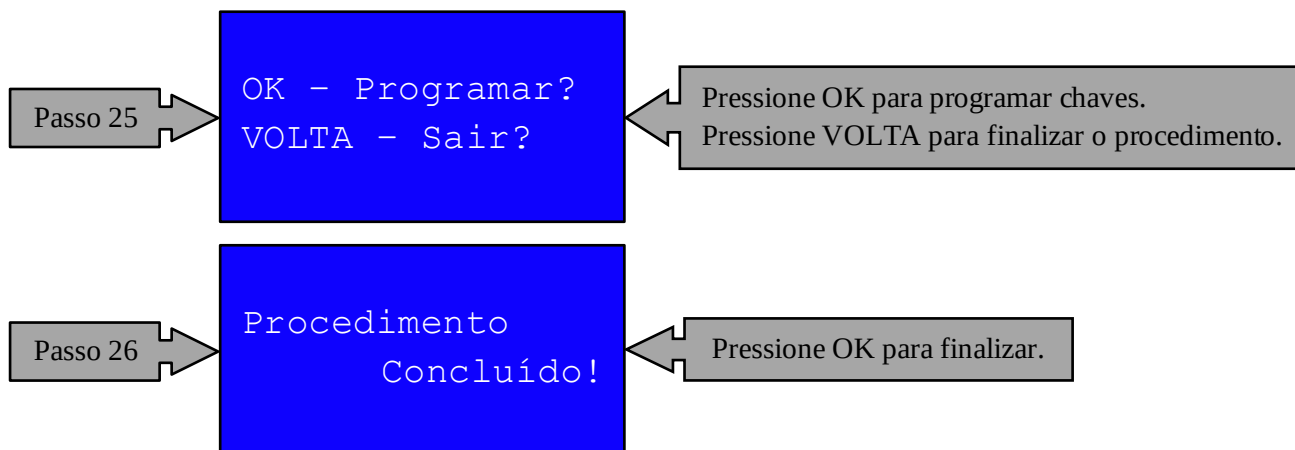 Passo 25
OK – Programar?
VOLTA – Sair?
Pressione OK para programar chaves.
Pressione VOLTA para finalizar o procedimento.
Passo 26
Procedimento
Concluído!
Pressione OK para finalizar.